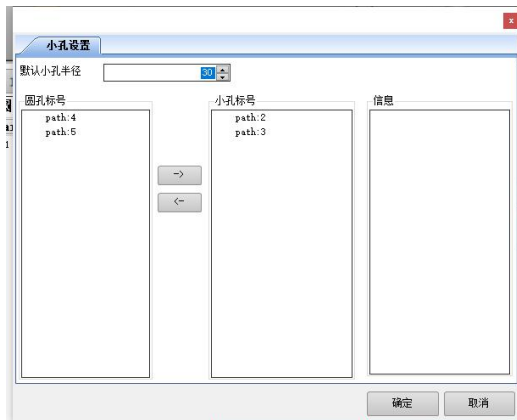 x
小孔设置
默认小孔半径 30
圆孔标号 小孔标号 信息
path:4 path:2
path:5 path:3
->
<-
确定 取消